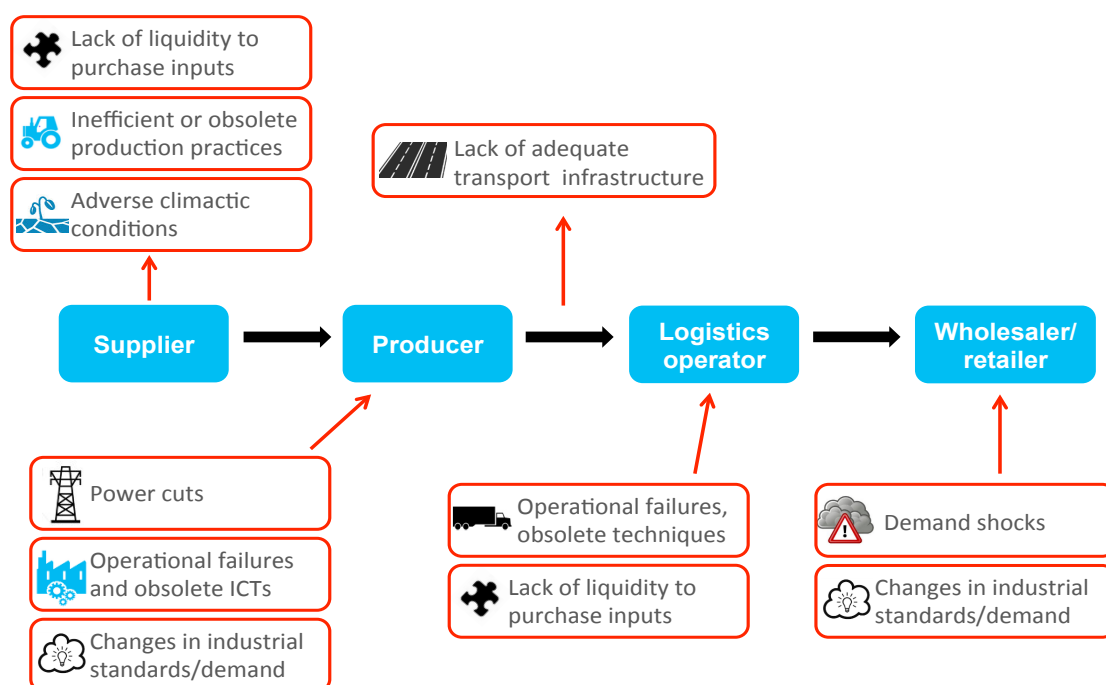 Lack of liquidity to
purchase inputs
Inefficient or obsolete
production practices
Adverse climactic
conditions
Lack of adequate
transport infrastructure
Supplier
Producer
Logistics
operator
Wholesaler/
retailer
Power cuts
Operational failures
and obsolete ICTs
Changes in industrial
standards/demand
Operational failures,
obsolete techniques
Lack of liquidity to
purchase inputs
Demand shocks
Changes in industrial
standards/demand